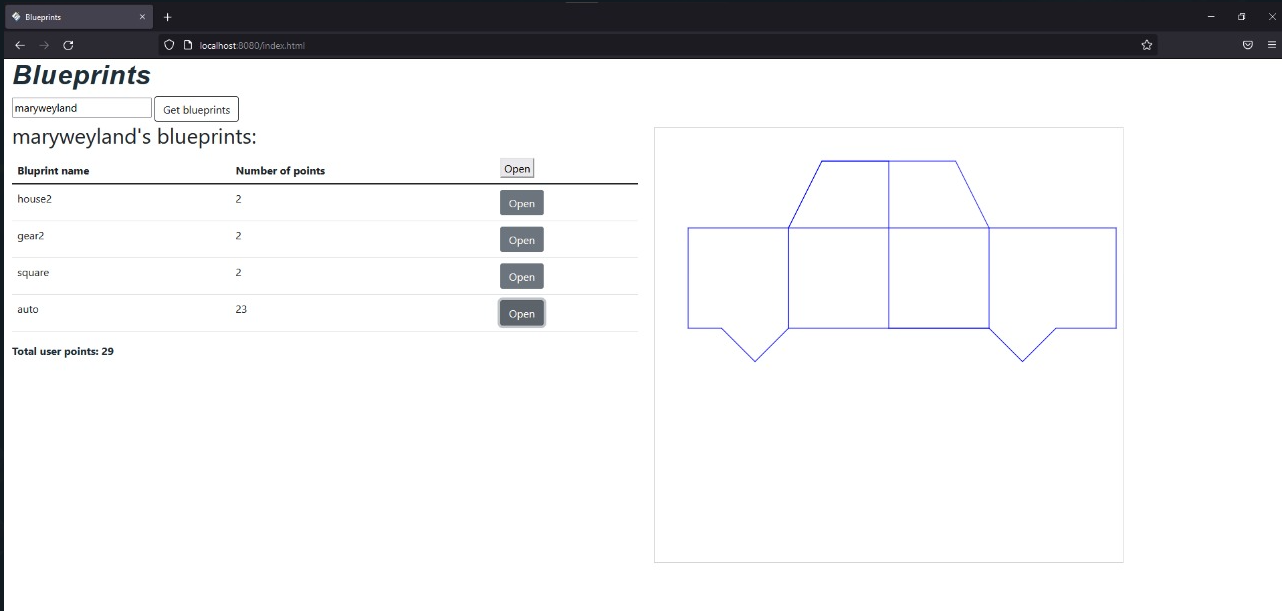 Blueprints
localhost:8080/index.html
Blueprints
maryweyland Get blueprints
maryweyland's blueprints:
Bluprint name Number of points Open
house2 2 Open
gear2 2 Open
square 2 Open
auto 23 Open
Total user points: 29